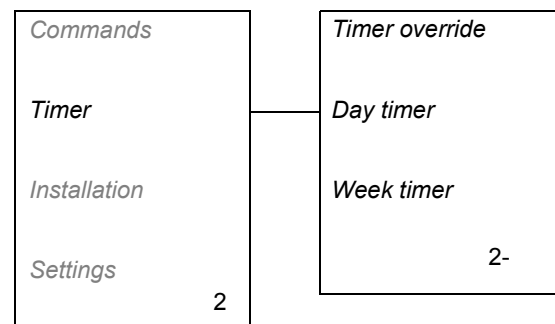 Commands
Timer
Installation
Settings
2
Timer override
Day timer
Week timer
2-